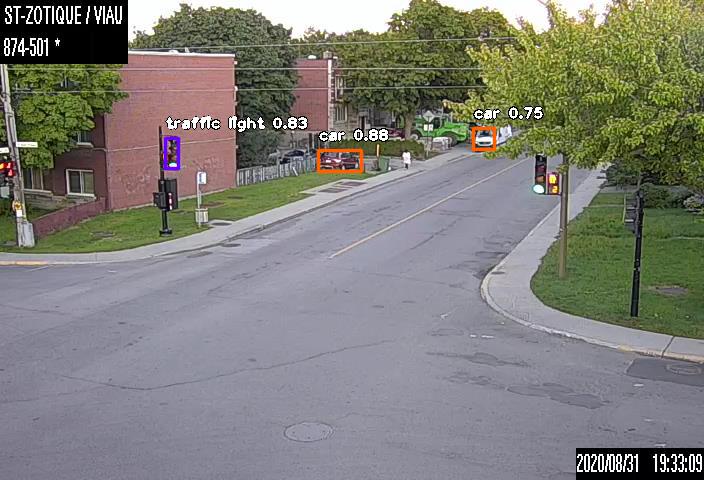 ST-ZOTIQUE / VIAU
874-501 *
traffic light 0.83
car 0.88
car 0.75
2020/08/31 19:33:09